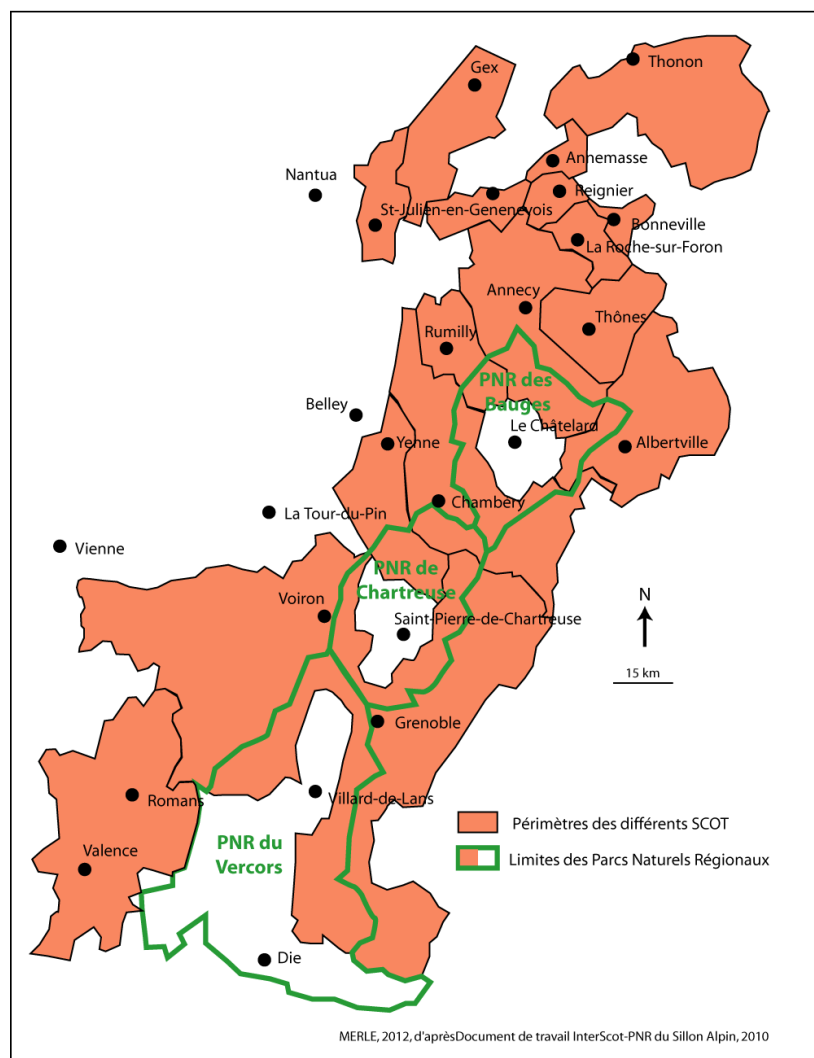 Gex
Thonon
Annemasse
Nantua
Reignier
St-Julien-en-Genenevois
Bonneville
La Roche-sur-Foron
Annecy
Thônes
Rumilly
PNR des
Bauges
Belley
Le Châtelard
Yenne
Albertville
Chambéry
La Tour-du-Pin
Vienne
PNR de
Chartreuse
Voiron
N
Saint-Pierre-de-Chartreuse
15 km
Grenoble
Romans
Villard-de-Lans
Périmètres des différents SCOT
PNR du
Vercors
Valence
Limites des Parcs Naturels Régionaux
Die
MERLE, 2012, d'aprèsDocument de travail InterScot-PNR du Sillon Alpin, 2010